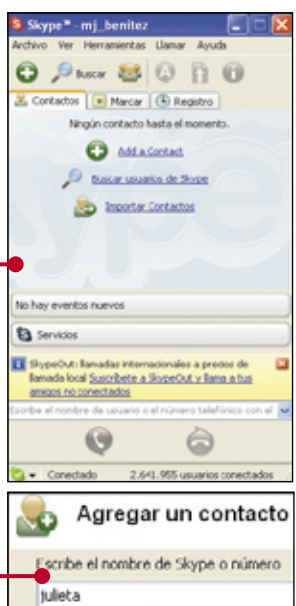 Skype™ - mj_benitez
Archivo Ver Herramientas Llamar Ayuda
Buscar
Contactos Marcar Registro
Ningún contacto hasta el momento.
Add a Contact
Buscar usuarios de Skype
Importar Contactos
No hay eventos nuevos
Servicios
SkypeOut: llamadas internacionales a precios de
llamada local Suscríbete a SkypeOut y llama a tus
amigos no conectados
Escribe el nombre de usuario o el número telefónico con el
Conectado 2.641.955 usuarios conectados
Agregar un contacto
Escribe el nombre de Skype o número
julieta